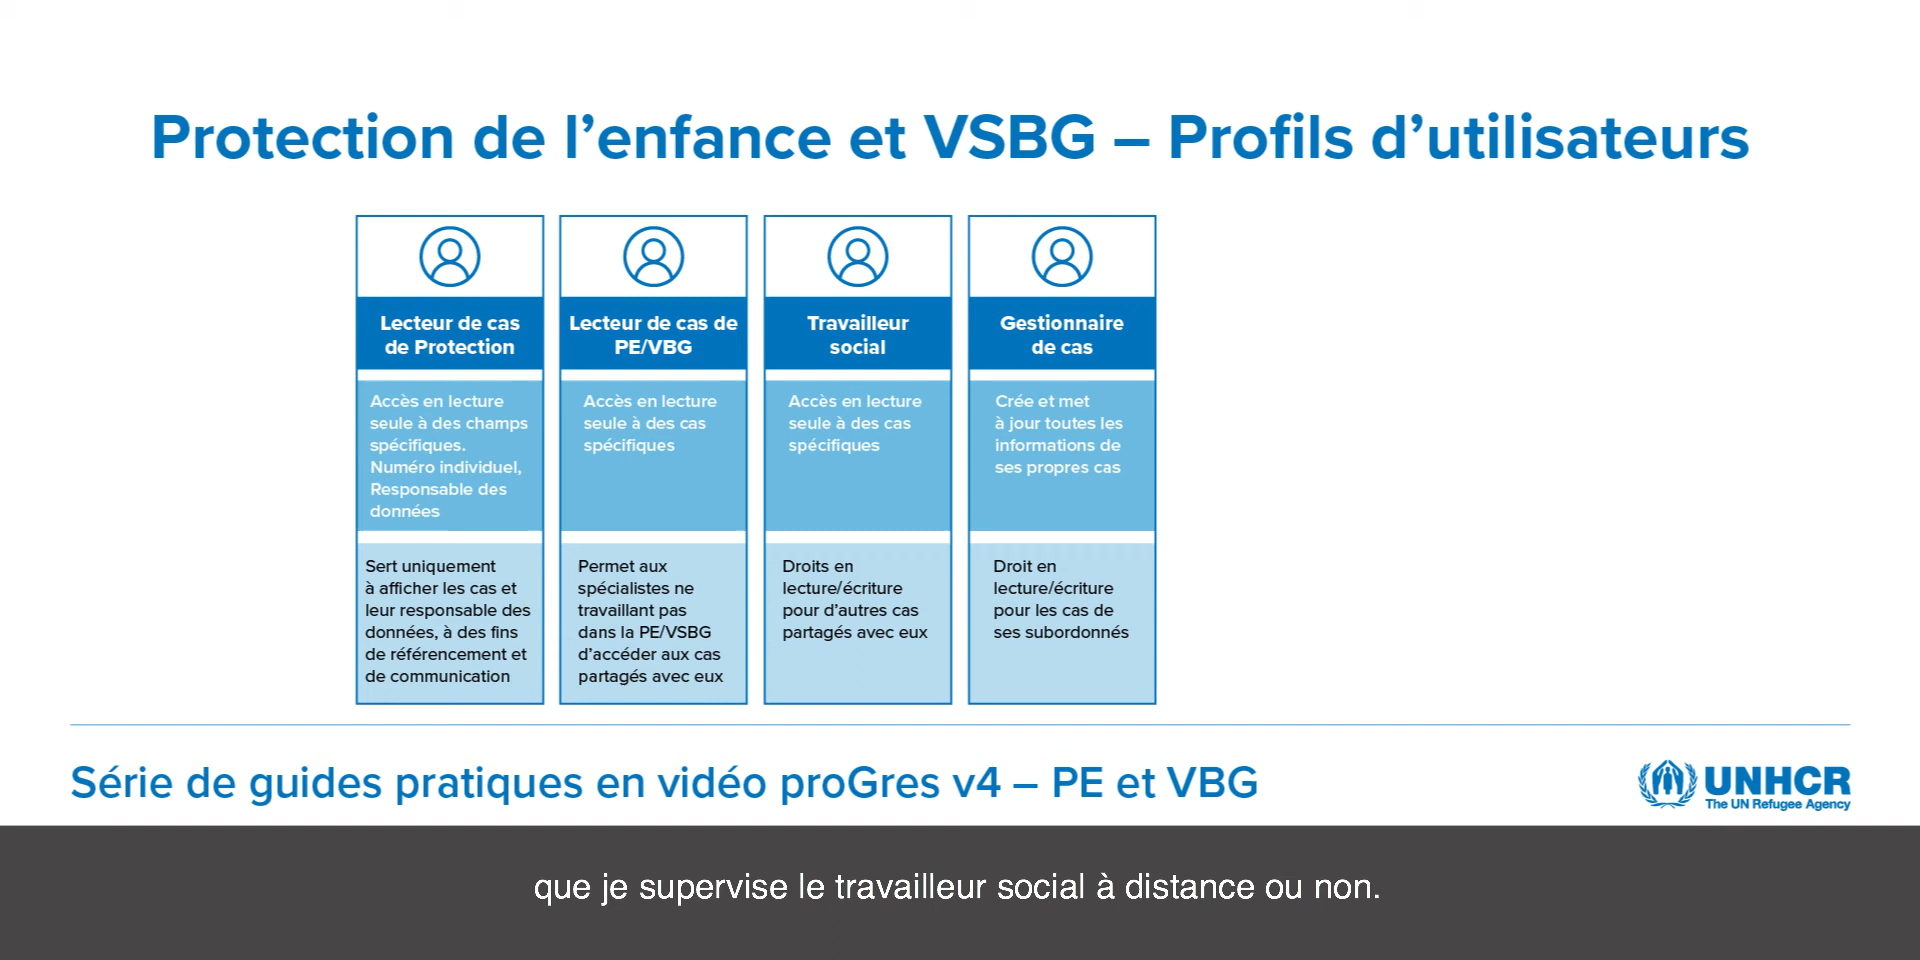 Protection de l’enfance et VSBG – Profils d’utilisateurs
Lecteur de cas
de Protection
Accès en lecture
seule à des champs
spécifiques.
Numéro individuel,
Responsable des
données
Sert uniquement
à afficher les cas et
leur responsable des
données, à des fins
de référencement et
de communication
Lecteur de cas de
PE/VBG
Accès en lecture
seule à des cas
spécifiques
Permet aux
spécialistes ne
travaillant pas
dans la PE/VSBG
d’accéder aux cas
partagés avec eux
Travailleur
social
Accès en lecture
seule à des cas
spécifiques
Droits en
lecture/écriture
pour d’autres cas
partagés avec eux
Gestionnaire
de cas
Crée et met
à jour toutes les
informations de
ses propres cas
Droit en
lecture/écriture
pour les cas de
ses subordonnés
Série de guides pratiques en vidéo proGres v4 – PE et VBG
UNHCR
The UN Refugee Agency
que je supervise le travailleur social à distance ou non.